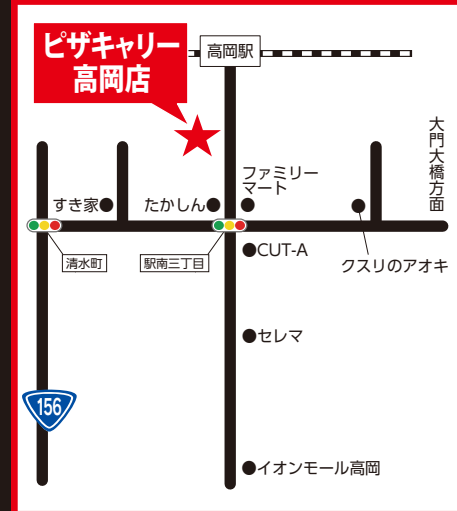 ピザキャリー
高岡店
高岡駅
大門大橋方面
ファミリー
マート
すき家
たかしん
清水町
駅南三丁目
CUT-A
クスリのアオキ
セレマ
156
イオンモール高岡